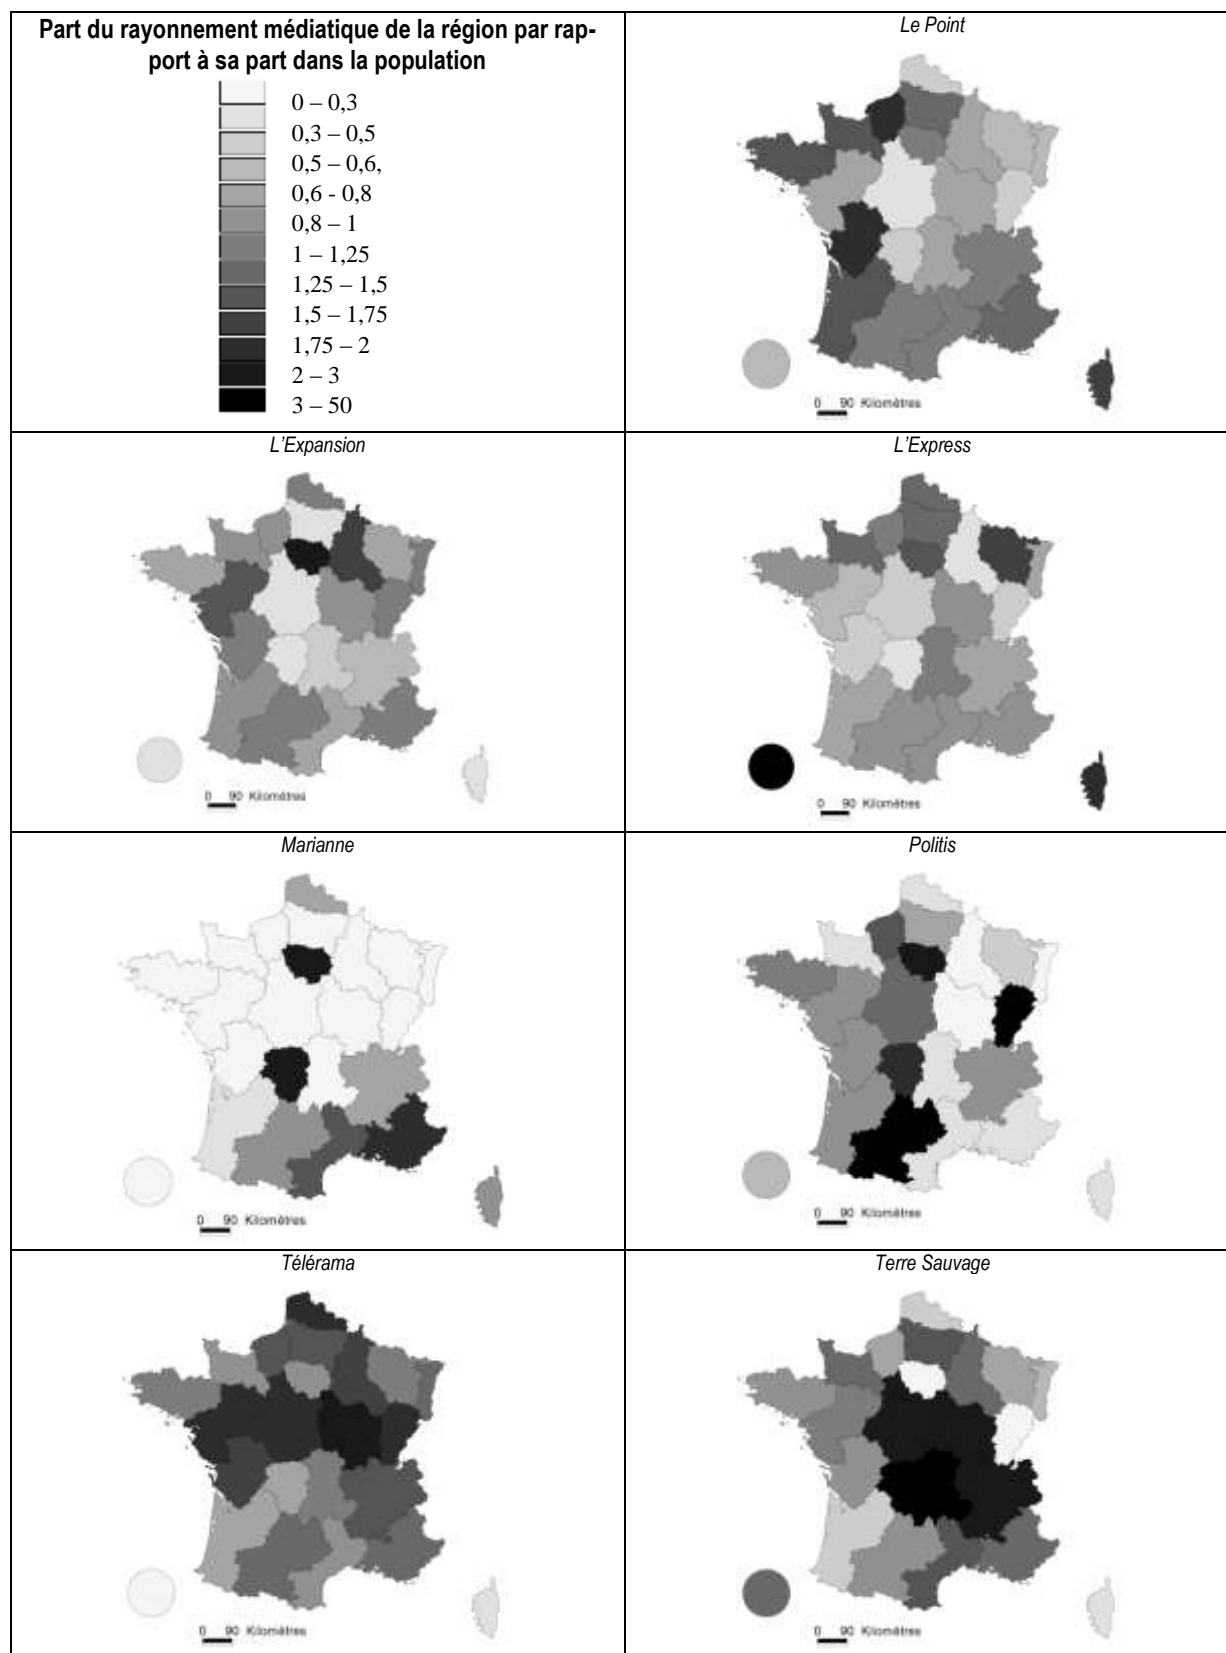 Part du rayonnement médiatique de la région par rap-
port à sa part dans la population
0 – 0,3
0,3 – 0,5
0,5 – 0,6,
0,6 - 0,8
0,8 – 1
1 – 1,25
1,25 – 1,5
1,5 – 1,75
1,75 – 2
2 – 3
3 – 50
Le Point
0 90 Kilomètres
L'Expansion
0 90 Kilomètres
L'Express
0 90 Kilomètres
Marianne
0 90 Kilomètres
Politis
0 90 Kilomètres
Télérama
0 90 Kilomètres
Terre Sauvage
0 90 Kilomètres